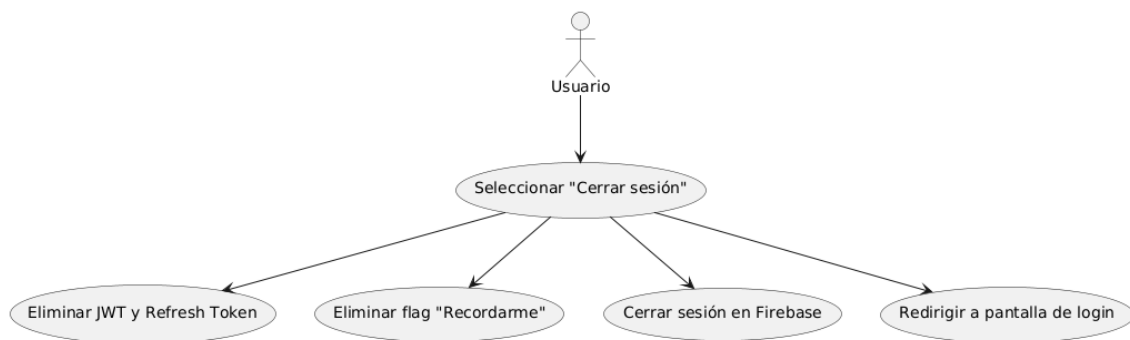 Usuario
Seleccionar "Cerrar sesión"
Eliminar JWT y Refresh Token
Eliminar flag "Recordarme"
Cerrar sesión en Firebase
Redirigir a pantalla de login